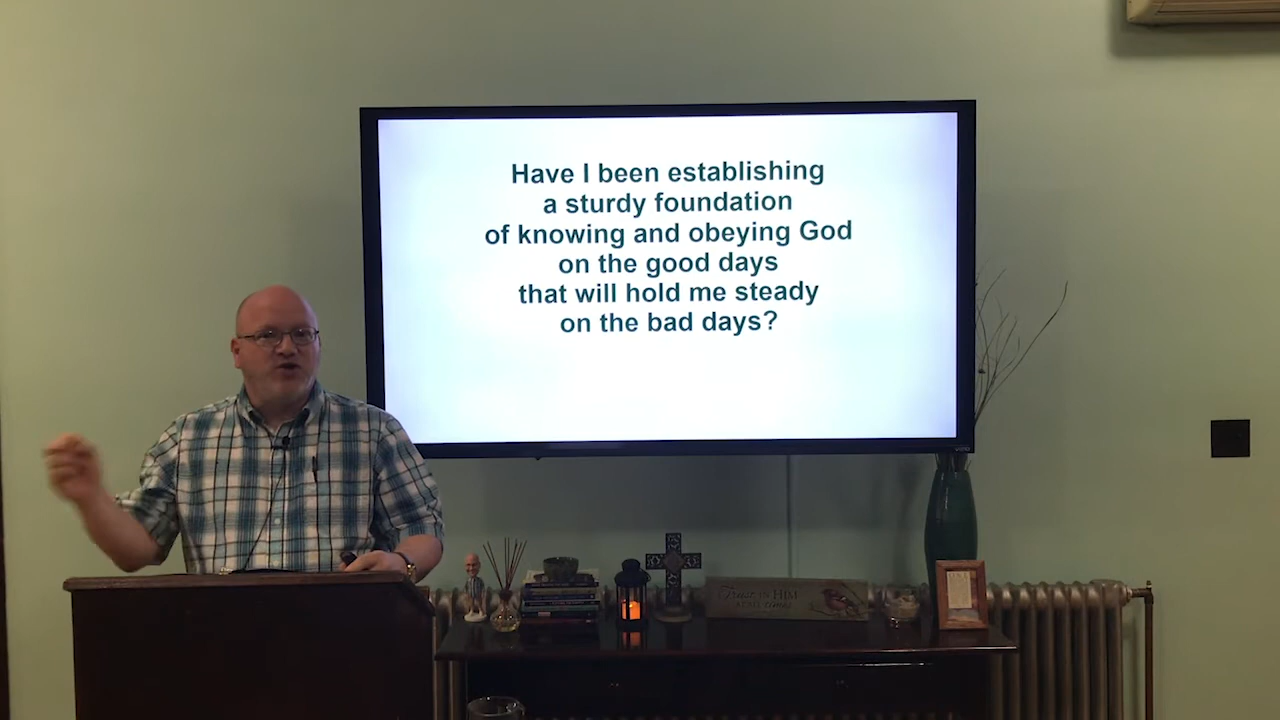 Have I been establishing
a sturdy foundation
of knowing and obeying God
on the good days
that will hold me steady
on the bad days?
IN HIM